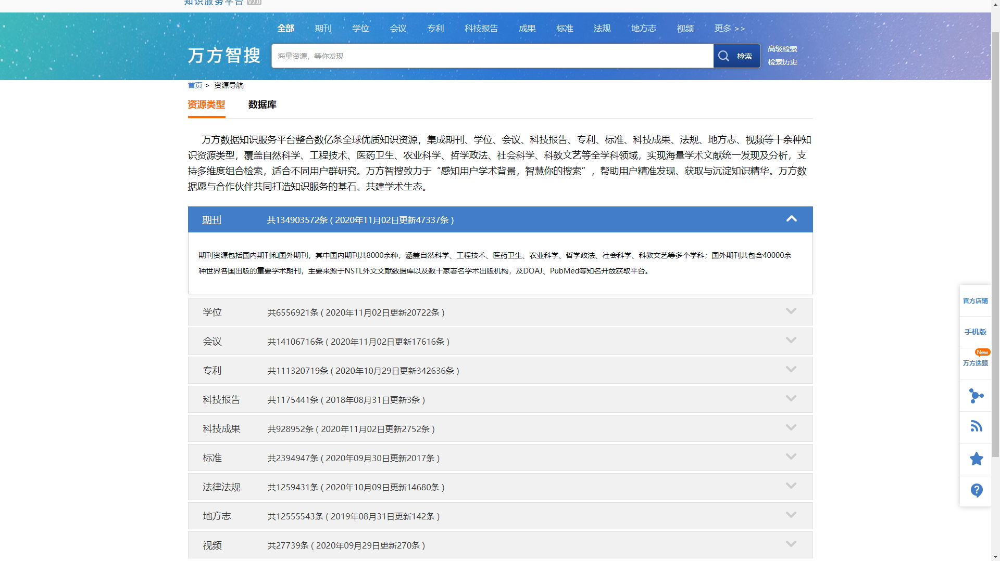 知识服务平台 V2.0
全部 期刊 学位 会议 专利 科技报告 成果 标准 法规 地方志 视频 更多 >>
万方智搜
海量资源，等你发现
检索
高级检索
检索历史
首页 > 资源导航
资源类型 数据库
万方数据知识服务平台整合数亿条全球优质知识资源，集成期刊、学位、会议、科技报告、专利、标准、科技成果、法规、地方志、视频等十余种知
识资源类型，覆盖自然科学、工程技术、医药卫生、农业科学、哲学政法、社会科学、科教文艺等全学科领域，实现海量学术文献统一发现及分析，支
持多维度组合检索，适合不同用户群研究。万方智搜致力于“感知用户学术背景，智慧你的搜索”，帮助用户精准发现、获取与沉淀知识精华。万方数
据愿与合作伙伴共同打造知识服务的基石、共建学术生态。
期刊 共134903572条 ( 2020年11月02日更新47337条 )
期刊资源包括国内期刊和国外期刊，其中国内期刊共8000余种，涵盖自然科学、工程技术、医药卫生、农业科学、哲学政法、社会科学、科教文艺等多个学科；国外期刊共包含40000余
种世界各国出版的重要学术期刊，主要来源于NSTL外文文献数据库以及数十家著名学术出版机构，及DOAJ、PubMed等知名开放获取平台。
学位 共6556921条 ( 2020年11月02日更新20722条 )
会议 共14106716条 ( 2020年11月02日更新17616条 )
专利 共111320719条 ( 2020年10月29日更新342636条 )
科技报告 共1175441条 ( 2018年08月31日更新3条 )
科技成果 共928952条 ( 2020年11月02日更新2752条 )
标准 共2394947条 ( 2020年09月30日更新2017条 )
法律法规 共1259431条 ( 2020年10月09日更新14680条 )
地方志 共12555543条 ( 2019年08月31日更新142条 )
视频 共27739条 ( 2020年09月29日更新270条 )
官方店铺
手机版
New
万方选题